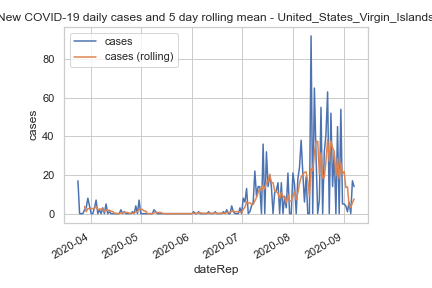 New COVID-19 daily cases and 5 day rolling mean - United_States_Virgin_Islands
cases
cases (rolling)
80
60
40
20
0
cases
2020-04
2020-05
2020-06
2020-07
2020-08
2020-09
dateRep